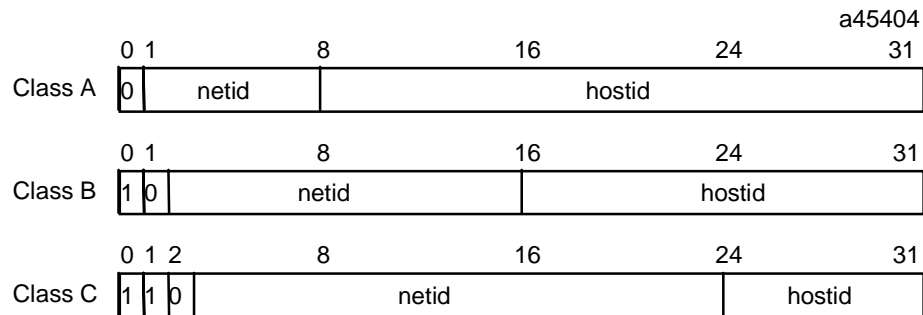 a45404
0 1 8 16 24 31
Class A 0 netid hostid
0 1 8 16 24 31
Class B 1 0 netid hostid
0 1 2 8 16 24 31
Class C 1 1 0 netid hostid